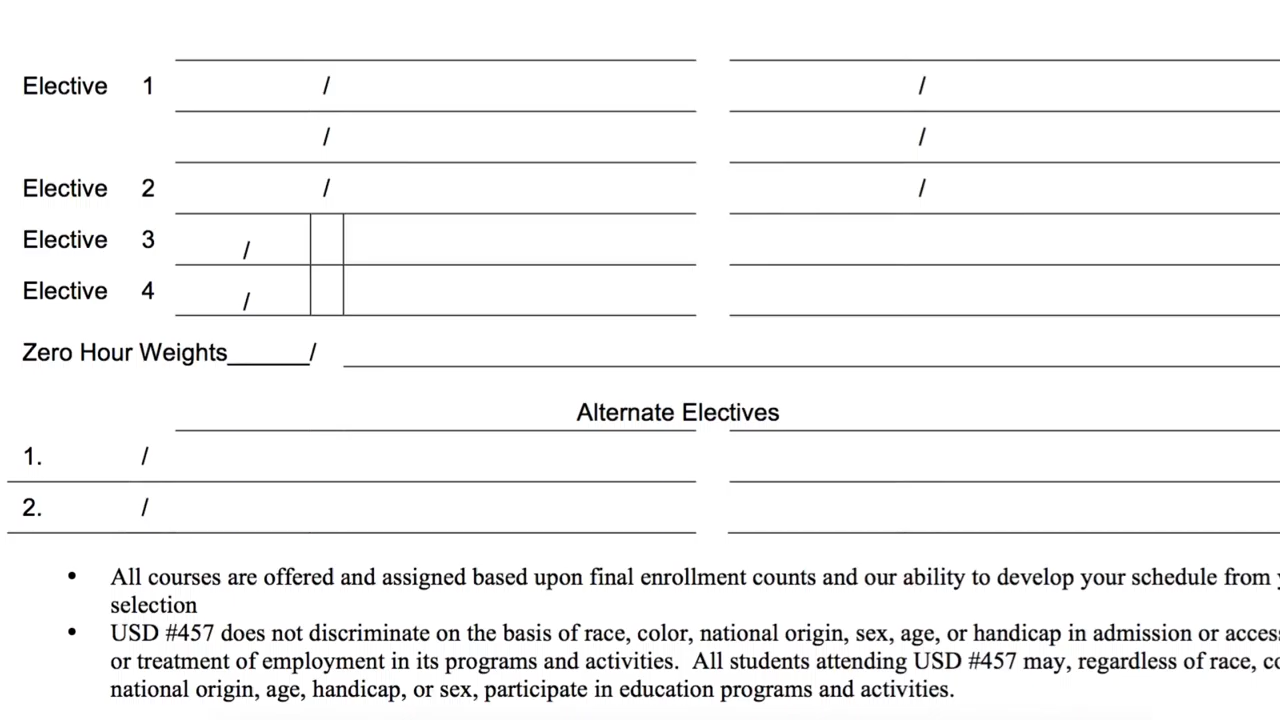 Elective 1 / /
/ /
Elective 2 / /
Elective 3 /
Elective 4 /
Zero Hour Weights______/
Alternate Electives
1. /
2. /
• All courses are offered and assigned based upon final enrollment counts and our ability to develop your schedule from
selection
• USD #457 does not discriminate on the basis of race, color, national origin, sex, age, or handicap in admission or
or treatment of employment in its programs and activities. All students attending USD #457 may, regardless of race,
national origin, age, handicap, or sex, participate in education programs and activities.